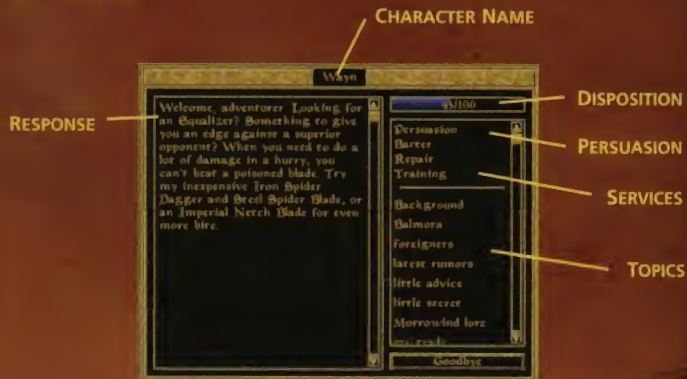 CHARACTER NAME
Wayn
RESPONSE
Welcome, adventurer. Looking for
an Equalizer? Something to give
you an edge against a superior
opponent? When you need to do a
lot of damage in a hurry, you
can't beat a poisoned blade. Try
my inexpensive Iron Spider
Dagger and Steel Spider Blade, or
an Imperial Netch Blade for even
more bite.
/100
DISPOSITION
Persuasion
PERSUASION
Barter
Repair
Training
SERVICES
Background
Balmora
foreigners
latest rumors
TOPICS
little advice
little secret
Morrowind lore
my trade
Goodbye